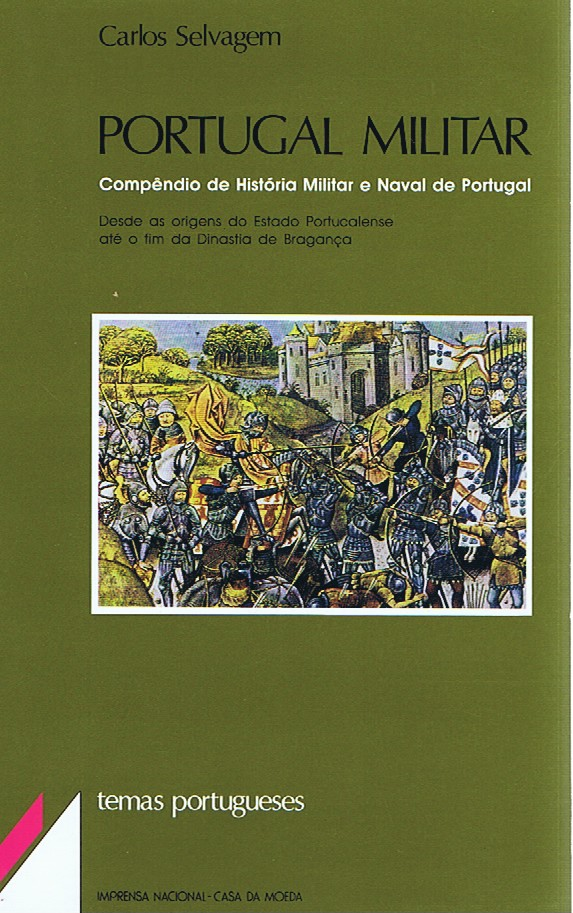 Carlos Selvagem
PORTUGAL MILITAR
Compêndio de História Militar e Naval de Portugal
Desde as origens do Estado Portucalense
até o fim da Dinastia de Bragança
temas portugueses
IMPRENSA NACIONAL-CASA DA MOEDA